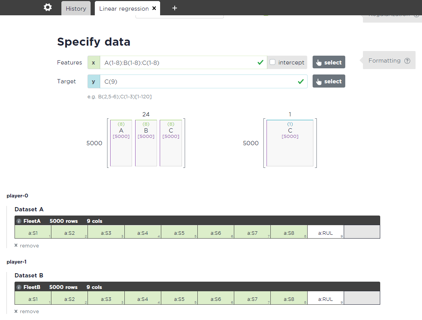 History
Linear regression ×
+
Specify data
Features x A(1-8);B(1-8);C(1-8) intercept select
Formatting ?
Target y C(9) select
e.g. B(2,5-6);C(1-3)[1-120]
24
1
5000
(8)
A
[5000]
(8)
B
[5000]
(8)
C
[5000]
5000
(1)
C
[5000]
player-0
Dataset A
FleetA 5000 rows 9 cols
a:S1 a:S2 a:S3 a:S4 a:S5 a:S6 a:S7 a:S8 a:RUL
× remove
player-1
Dataset B
FleetB 5000 rows 9 cols
a:S1 a:S2 a:S3 a:S4 a:S5 a:S6 a:S7 a:S8 a:RUL
× remove